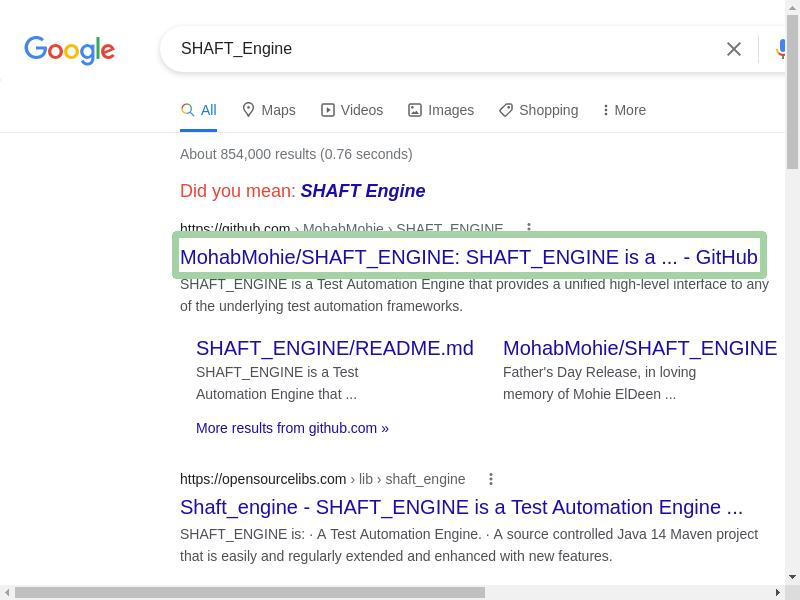 Google
SHAFT_Engine
All Maps Videos Images Shopping More
About 854,000 results (0.76 seconds)
Did you mean: SHAFT Engine
https://github.com › MohabMohie › SHAFT_ENGINE
MohabMohie/SHAFT_ENGINE: SHAFT_ENGINE is a ... - GitHub
SHAFT_ENGINE is a Test Automation Engine that provides a unified high-level interface to any
of the underlying test automation frameworks.
SHAFT_ENGINE/README.md
SHAFT_ENGINE is a Test
Automation Engine that ...
MohabMohie/SHAFT_ENGINE
Father's Day Release, in loving
memory of Mohie ElDeen ...
More results from github.com »
https://opensourcelibs.com › lib › shaft_engine
Shaft_engine - SHAFT_ENGINE is a Test Automation Engine ...
SHAFT_ENGINE is: · A Test Automation Engine. · A source controlled Java 14 Maven project
that is easily and regularly extended and enhanced with new features.